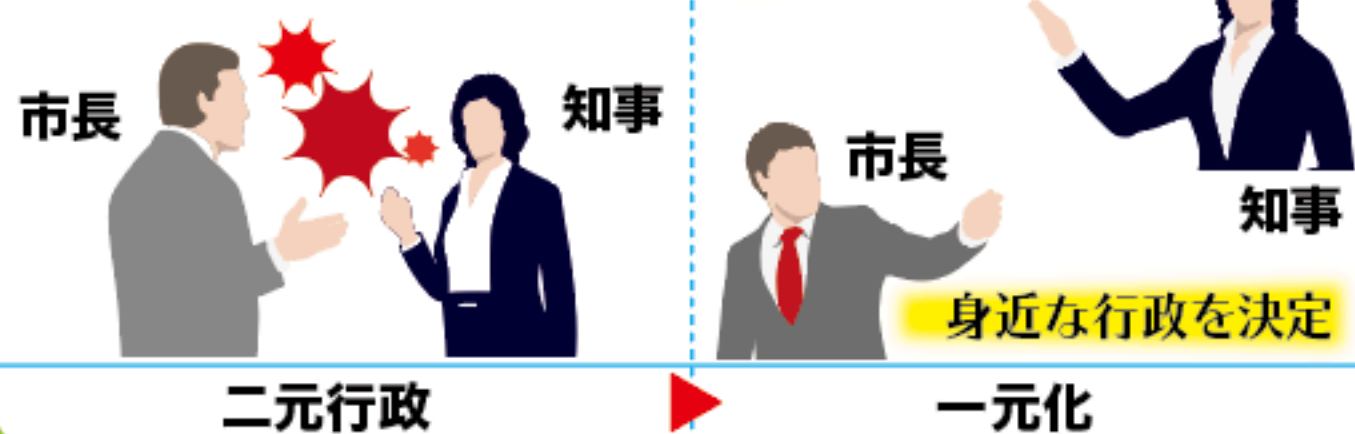 市長
知事
二元行政
市長
知事
身近な行政を決定
一元化